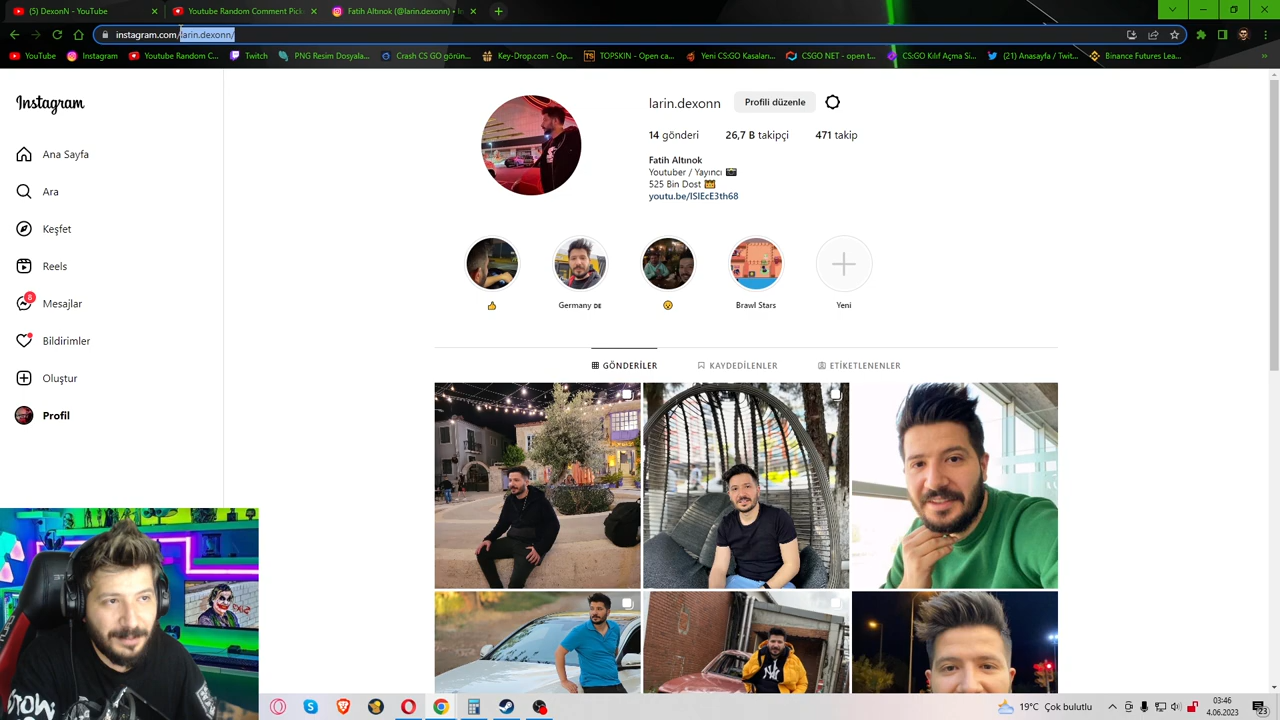 (5) DexonN - YouTube
Youtube Random Comment Pick
Fatih Altınok (@larin.dexonn) • In
instagram.com/larin.dexonn/
YouTube
Instagram
Youtube Random C...
Twitch
PNG Resim Dosyala...
Crash CS GO görün...
Key-Drop.com - Op...
TOPSKIN - Open ca...
Yeni CS:GO Kasaları...
CSGO NET - open t...
CS:GO Kılıf Açma Si...
(21) Anasayfa / Twit...
Binance Futures Lea...
Instagram
larin.dexonn
Profili düzenle
14 gönderi
26,7 B takipçi
471 takip
Fatih Altınok
Youtuber / Yayıncı 📷
525 Bin Dost 👑
youtu.be/ISIEcE3th68
Ana Sayfa
Ara
Keşfet
Reels
8
Mesajlar
Bildirimler
Oluştur
Profil
👍
Germany 🇩🇪
😉
Brawl Stars
Yeni
GÖNDERİLER
KAYDEDİLENLER
ETİKETLENENLER
19°C Çok bulutlu
03:46
4.06.2023
23